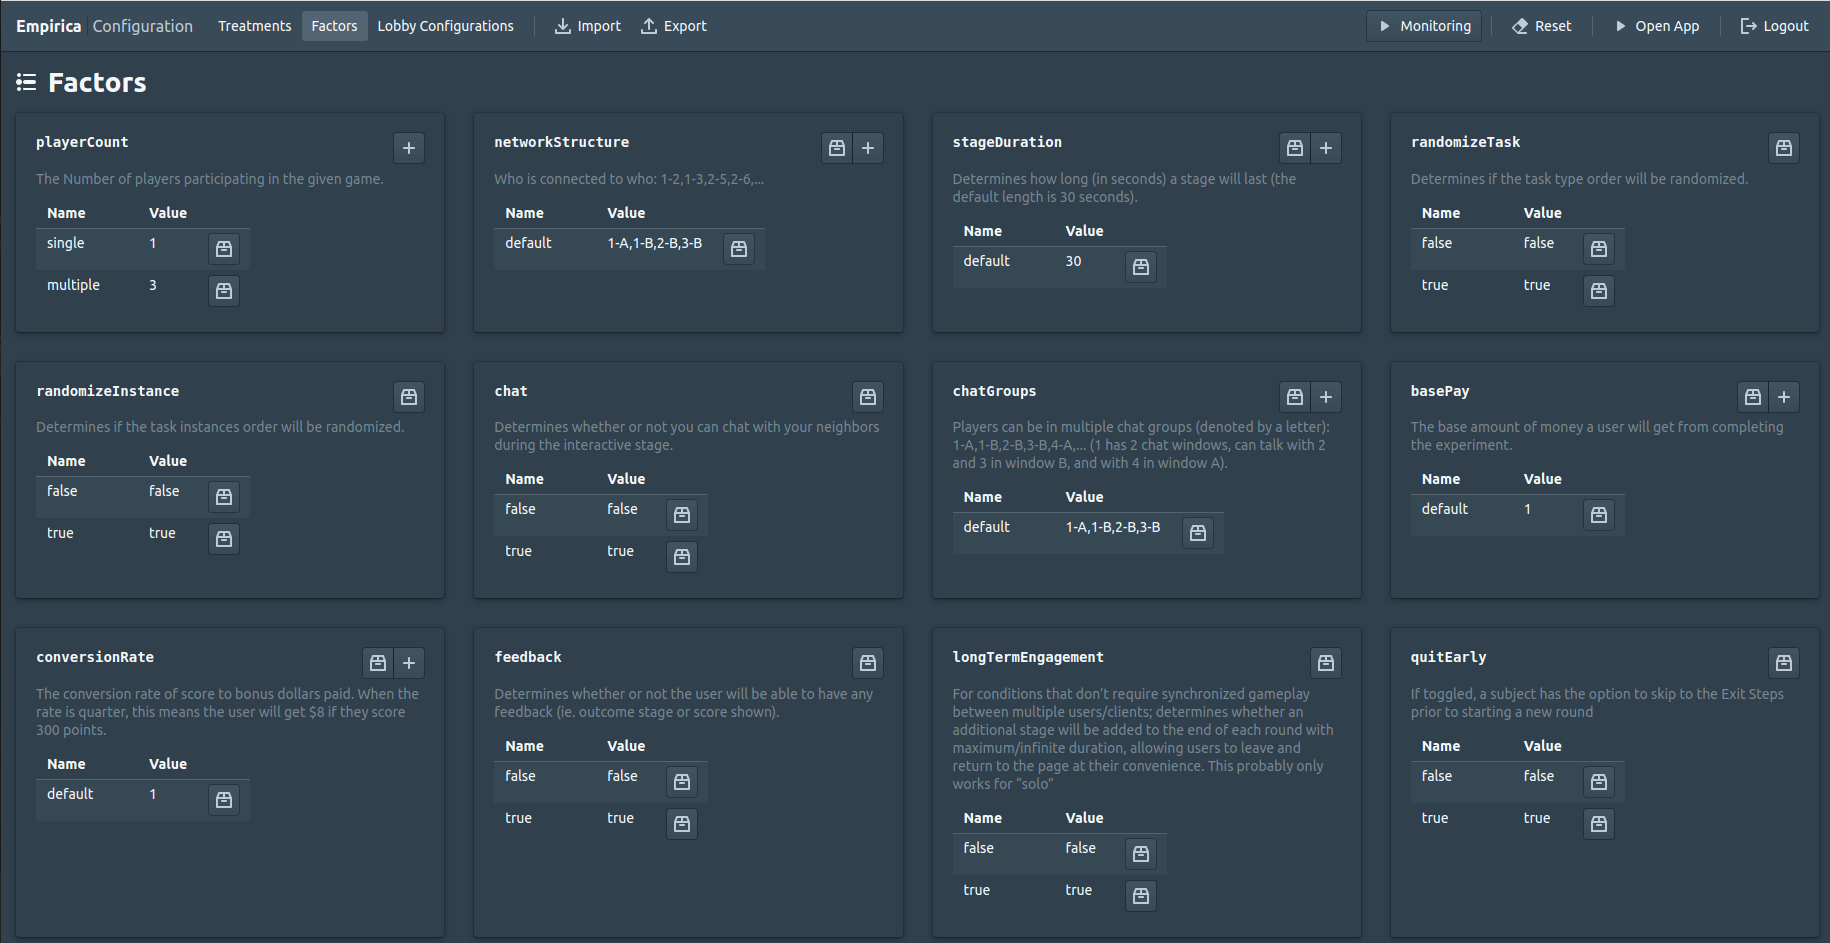 Empirica Configuration Treatments Factors Lobby Configurations Import Export Monitoring Reset Open App Logout
Factors
playerCount
The Number of players participating in the given game.
Name Value
single 1
multiple 3
networkStructure
Who is connected to who: 1-2,1-3,2-5,2-6,...
Name Value
default 1-A,1-B,2-B,3-B
stageDuration
Determines how long (in seconds) a stage will last (the
default length is 30 seconds).
Name Value
default 30
randomizeTask
Determines if the task type order will be randomized.
Name Value
false false
true true
randomizeInstance
Determines if the task instances order will be randomized.
Name Value
false false
true true
chat
Determines whether or not you can chat with your neighbors
during the interactive stage.
Name Value
false false
true true
chatGroups
Players can be in multiple chat groups (denoted by a letter):
1-A,1-B,2-B,3-B,4-A,... (1 has 2 chat windows, can talk with 2
and 3 in window B, and with 4 in window A).
Name Value
default 1-A,1-B,2-B,3-B
basePay
The base amount of money a user will get from completing
the experiment.
Name Value
default 1
conversionRate
The conversion rate of score to bonus dollars paid. When the
rate is quarter, this means the user will get $8 if they score
300 points.
Name Value
default 1
feedback
Determines whether or not the user will be able to have any
feedback (ie. outcome stage or score shown).
Name Value
false false
true true
longTermEngagement
For conditions that don't require synchronized gameplay
between multiple users/clients; determines whether an
additional stage will be added to the end of each round with
maximum/infinite duration, allowing users to leave and
return to the page at their convenience. This probably only
works for "solo"
Name Value
false false
true true
quitEarly
If toggled, a subject has the option to skip to the Exit Steps
prior to starting a new round
Name Value
false false
true true